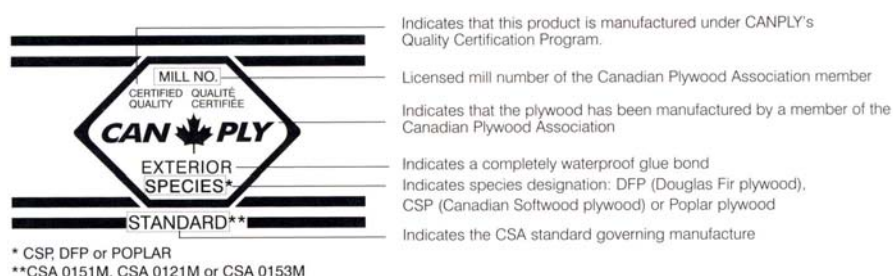 Indicates that this product is manufactured under CANPLY's
Quality Certification Program.
MILL NO.
Licensed mill number of the Canadian Plywood Association member
CERTIFIED QUALITÉ
QUALITY CERTIFIÉE
CAN PLY
Indicates that the plywood has been manufactured by a member of the
Canadian Plywood Association
EXTERIOR
Indicates a completely waterproof glue bond
SPECIES*
Indicates species designation: DFP (Douglas Fir plywood),
CSP (Canadian Softwood plywood) or Poplar plywood
STANDARD**
Indicates the CSA standard governing manufacture
* CSP, DFP or POPLAR
**CSA 0151M, CSA 0121M or CSA 0153M